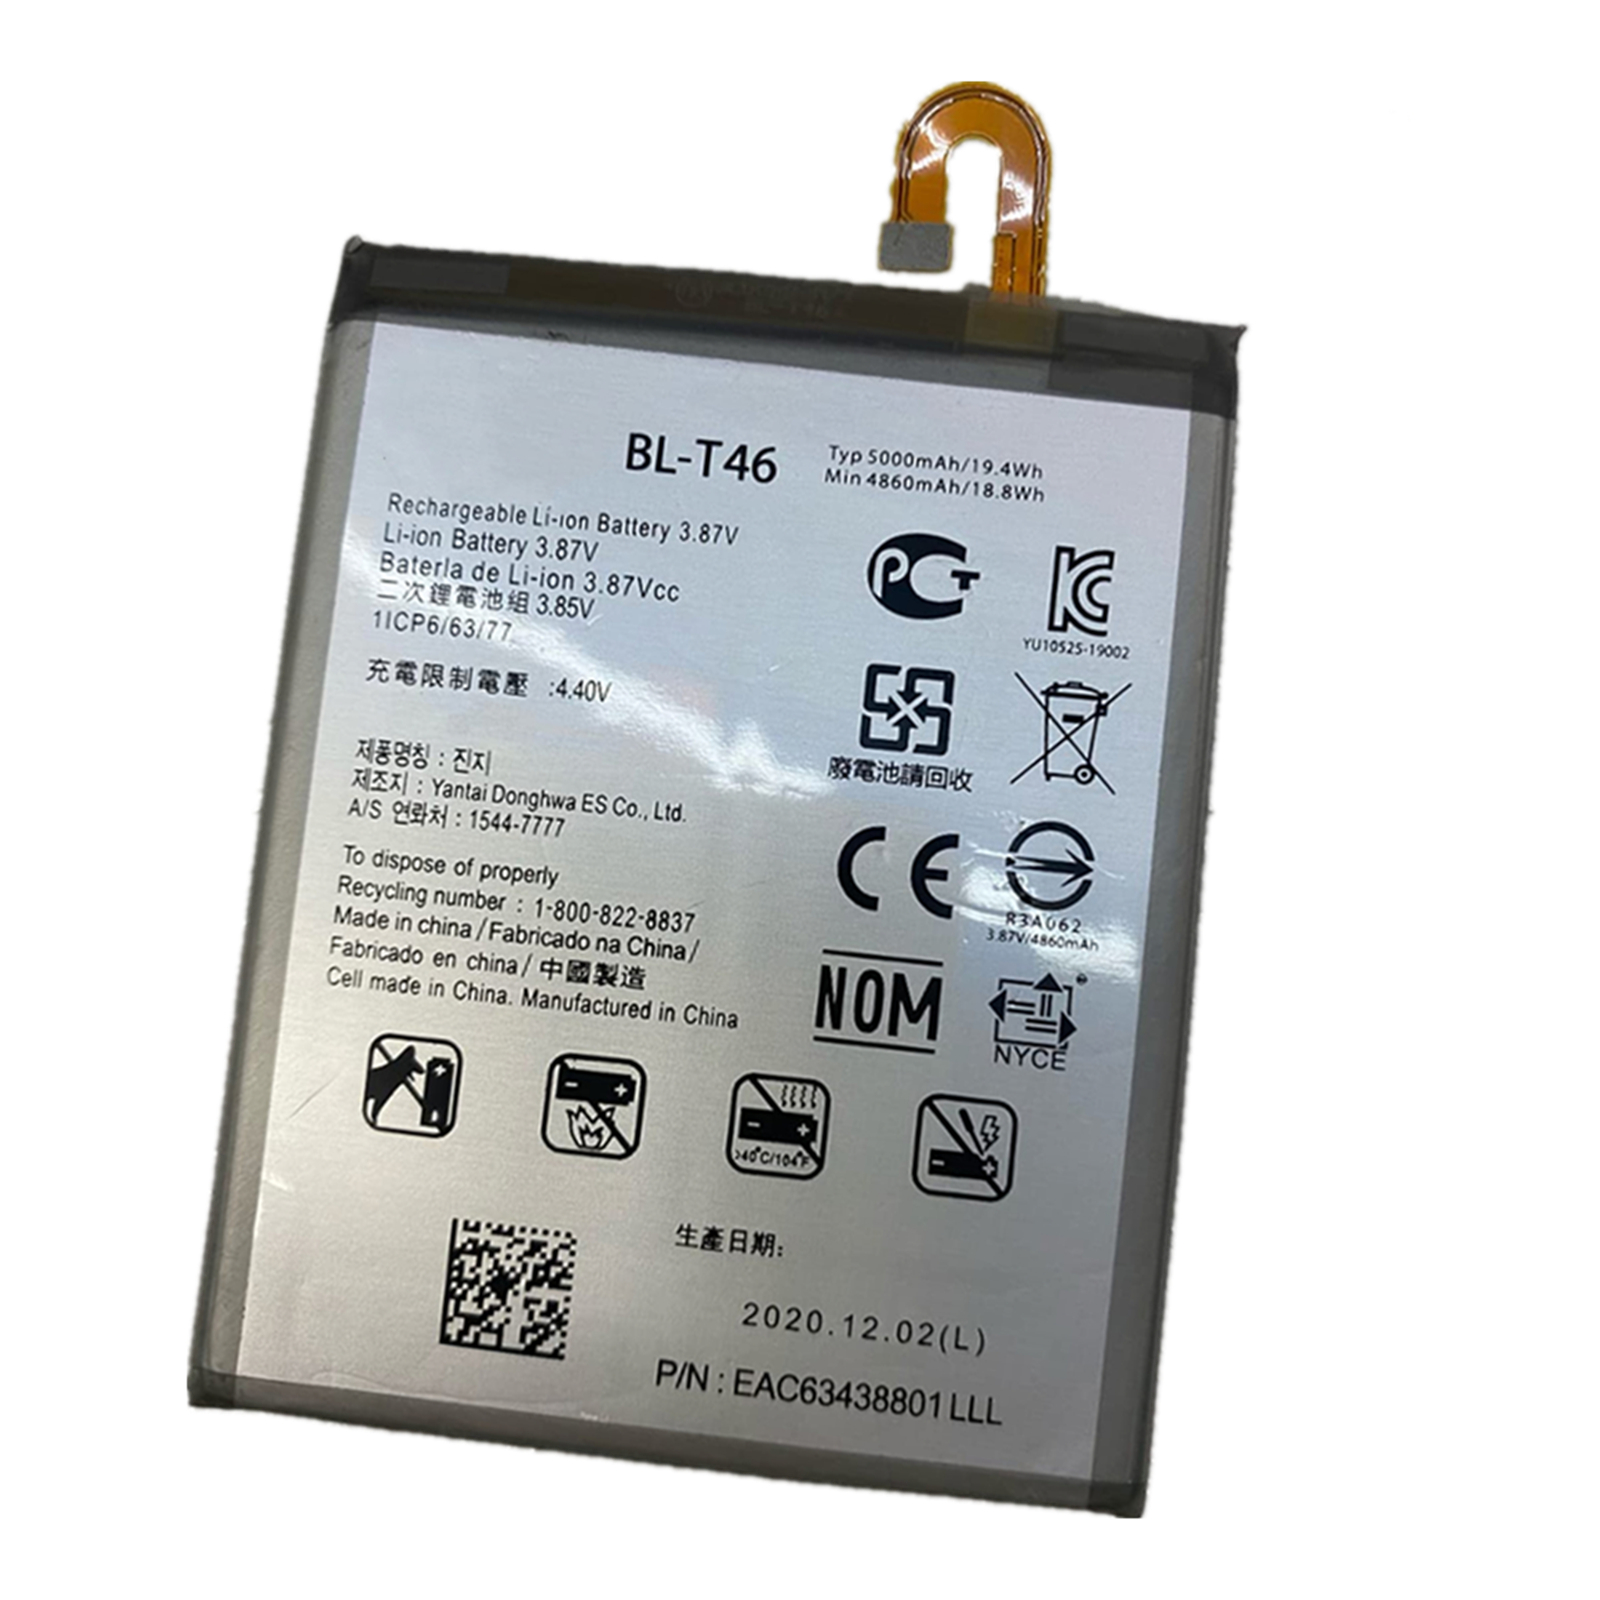 BL-T46
Typ 5000mAh/19.4Wh
Min 4860mAh/18.8Wh
Rechargeable Li-ion Battery 3.87V
Li-ion Battery 3.87V
Baterla de Li-ion 3.87Vcc
二次鋰電池組 3.85V
1ICP6/63/77
充電限制電壓 :4.40V
PCT
KC
YU10525-19002
廢電池請回收
제품명칭 : 진지
제조지 : Yantai Donghwa ES Co., Ltd.
A/S 연롸처 : 1544-7777
To dispose of properly
Recycling number : 1-800-822-8837
Made in china / Fabricado na China /
Fabricado en china / 中國製造
Cell made in China. Manufactured in China
CE
R3A062
3.87V/4860mAh
NOM
NYCE
>40°C/104°F
生產日期:
2020.12.02(L)
P/N : EAC63438801 LLL